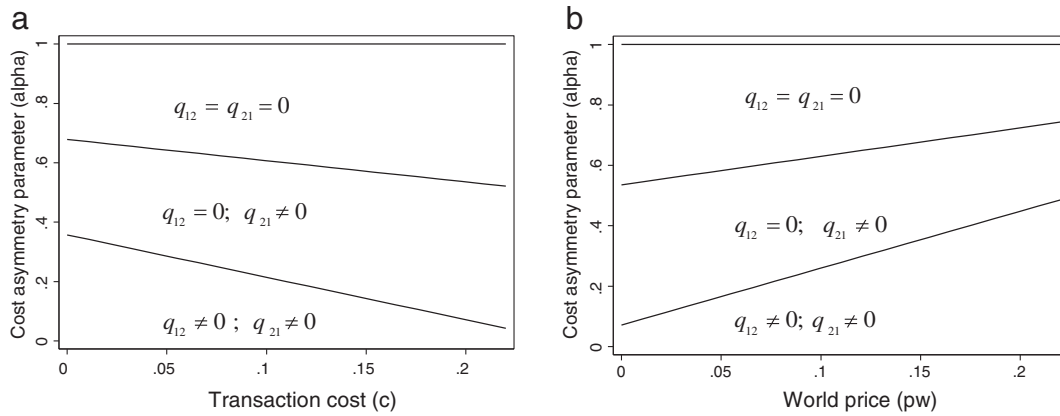 a
Cost asymmetry parameter (alpha)
1
.8
.6
.4
.2
0
q₁₂ = q₂₁ = 0
q₁₂ = 0; q₂₁ ≠ 0
q₁₂ ≠ 0 ; q₂₁ ≠ 0
0 .05 .1 .15 .2
Transaction cost (c)
b
Cost asymmetry parameter (alpha)
1
.8
.6
.4
.2
0
q₁₂ = q₂₁ = 0
q₁₂ = 0; q₂₁ ≠ 0
q₁₂ ≠ 0; q₂₁ ≠ 0
0 .05 .1 .15 .2
World price (pw)